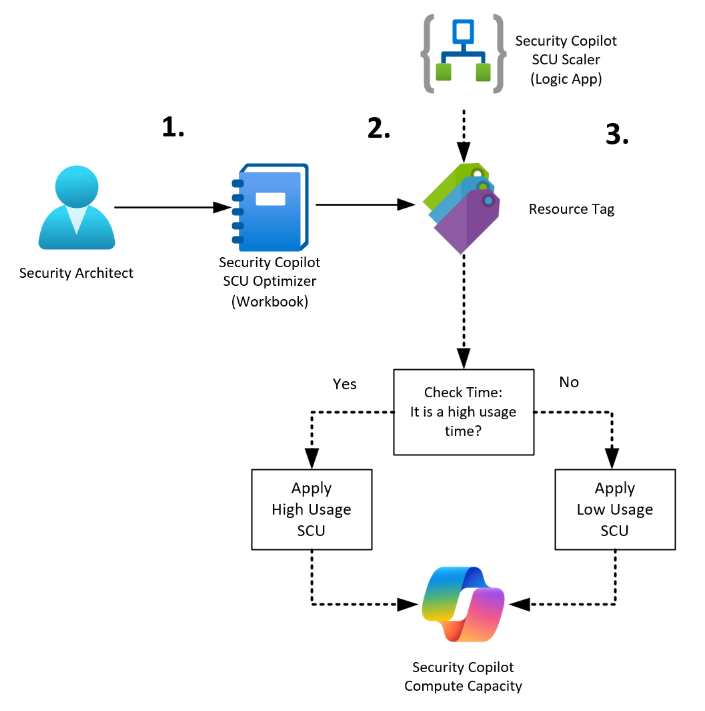 Security Copilot
SCU Scaler
(Logic App)
1.
2.
3.
Security Architect
Security Copilot
SCU Optimizer
(Workbook)
Resource Tag
Yes
No
Check Time:
It is a high usage
time?
Apply
High Usage
SCU
Apply
Low Usage
SCU
Security Copilot
Compute Capacity